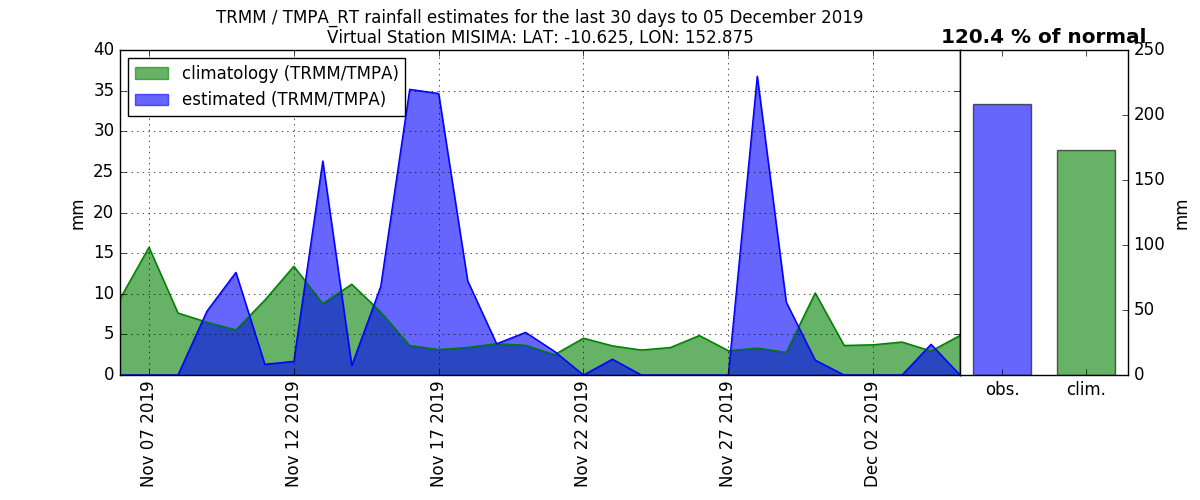 TRMM / TMPA_RT rainfall estimates for the last 30 days to 05 December 2019
Virtual Station MISIMA: LAT: -10.625, LON: 152.875
120.4 % of normal
climatology (TRMM/TMPA)
estimated (TRMM/TMPA)
40
35
30
25
20
15
10
5
0
mm
Nov 07 2019
Nov 12 2019
Nov 17 2019
Nov 22 2019
Nov 27 2019
Dec 02 2019
250
200
150
100
50
0
mm
obs.
clim.